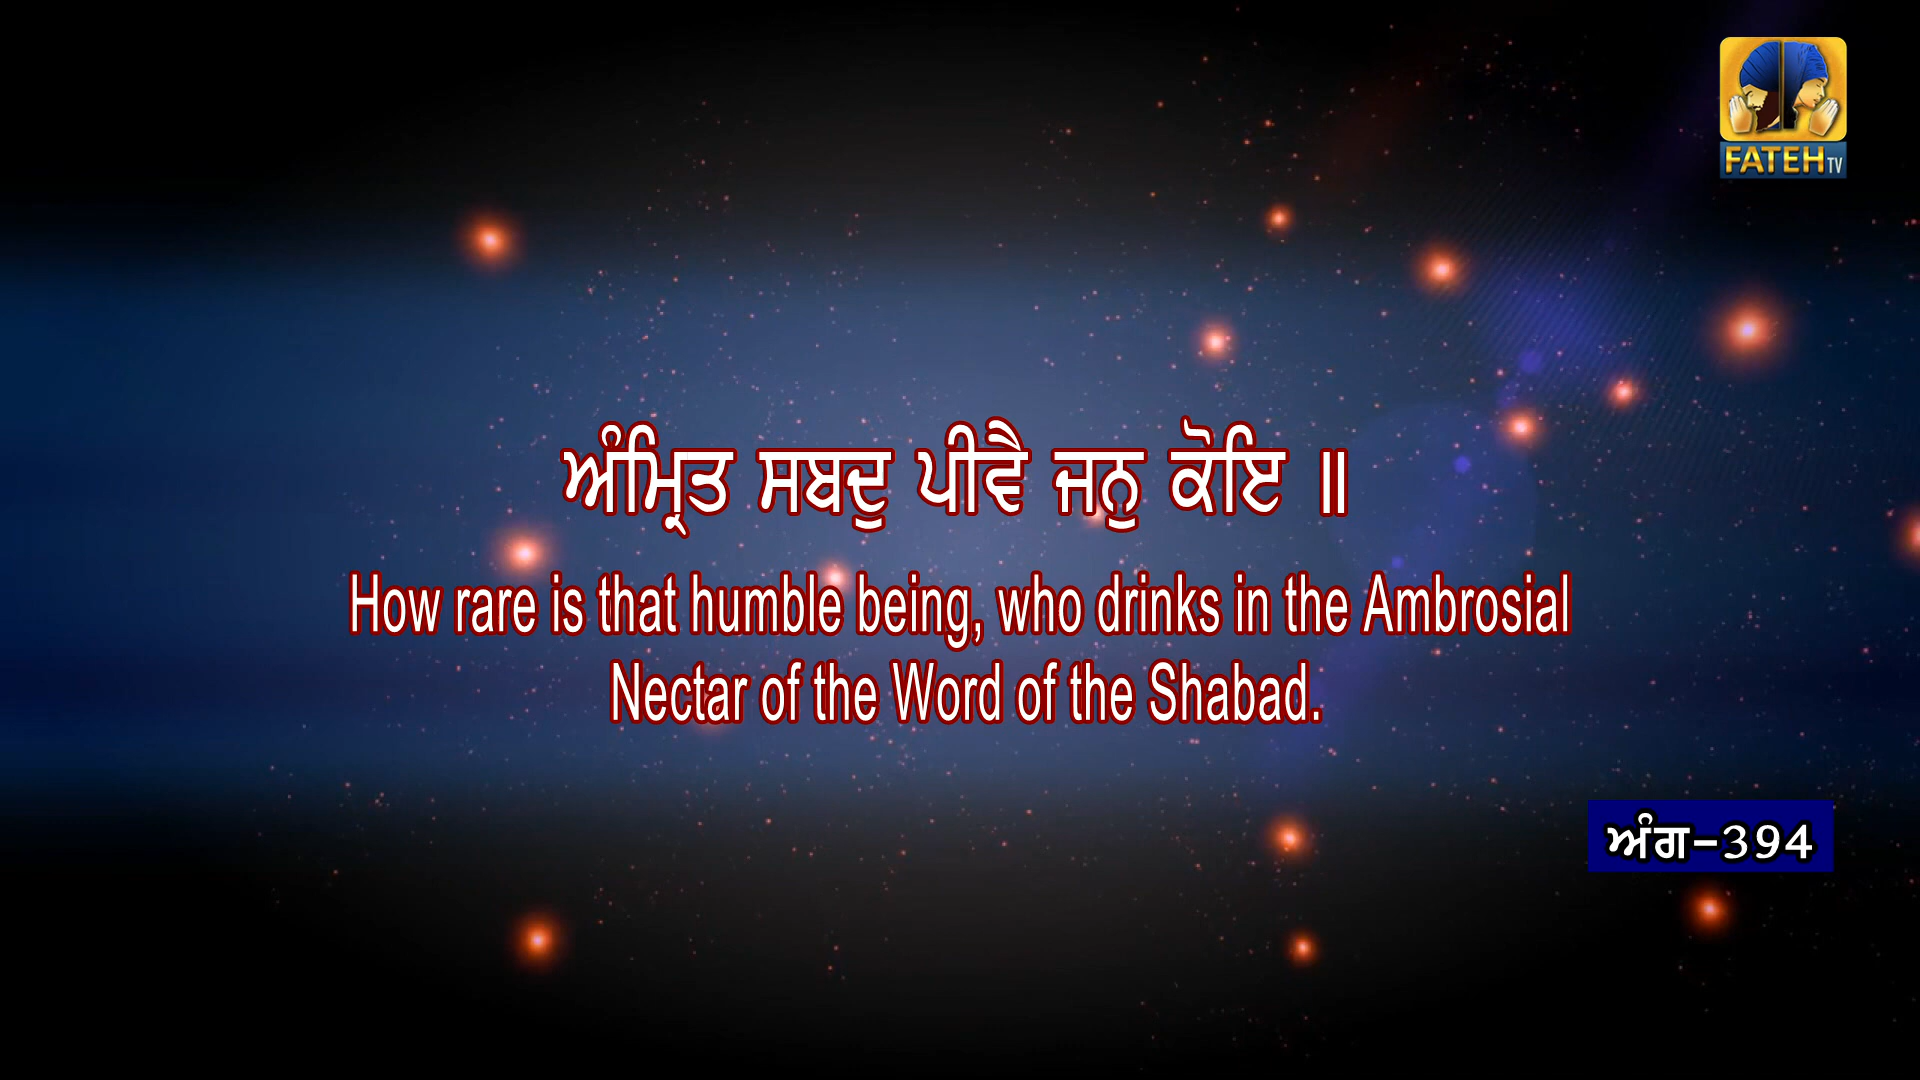 FATEH TV
ਅੰਮ੍ਰਿਤ ਸਬਦੁ ਪੀਵੈ ਜਨੁ ਕੋਇ ॥
How rare is that humble being, who drinks in the Ambrosial
Nectar of the Word of the Shabad.
ਅੰਗ-394